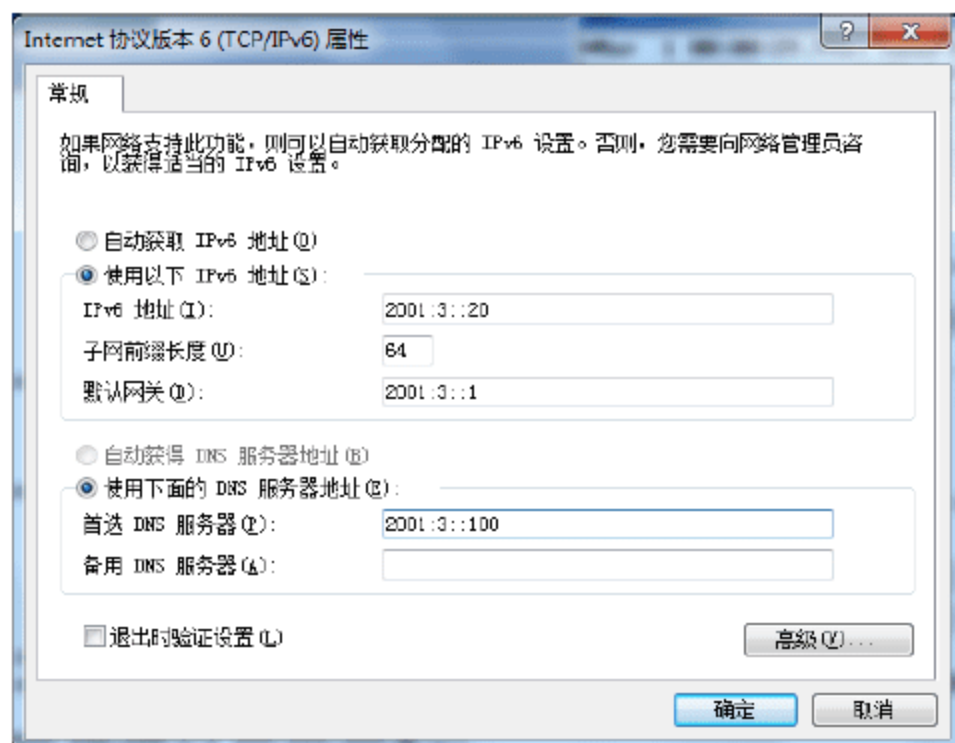 Internet 协议版本 6 (TCP/IPv6) 属性
常规
如果网络支持此功能，则可以自动获取分配的 IPv6 设置。否则，您需要向网络管理员咨
询，以获得适当的 IPv6 设置。
自动获取 IPv6 地址(O)
使用以下 IPv6 地址(S):
IPv6 地址(I):
2001:3::20
子网前缀长度(U):
64
默认网关(D):
2001:3::1
自动获得 DNS 服务器地址(B)
使用下面的 DNS 服务器地址(E):
首选 DNS 服务器(P):
2001:3::100
备用 DNS 服务器(A):
退出时验证设置(L)
高级(V)...
确定
取消